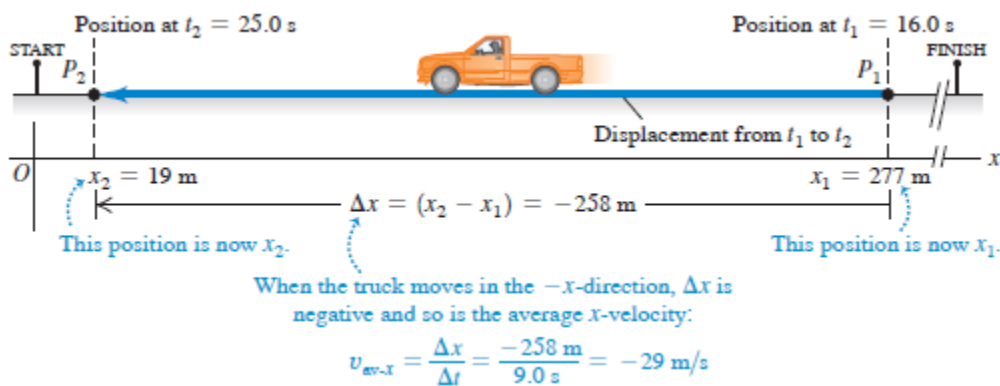 Position at t₂ = 25.0 s
Position at t₁ = 16.0 s
START
FINISH
P₂
P₁
Displacement from t₁ to t₂
O
x
x₂ = 19 m
x₁ = 277 m
Δx = (x₂ − x₁) = −258 m
This position is now x₂.
This position is now x₁.
When the truck moves in the −x-direction, Δx is
negative and so is the average x-velocity:
υ_av-x = Δx/Δt = −258 m/9.0 s = −29 m/s